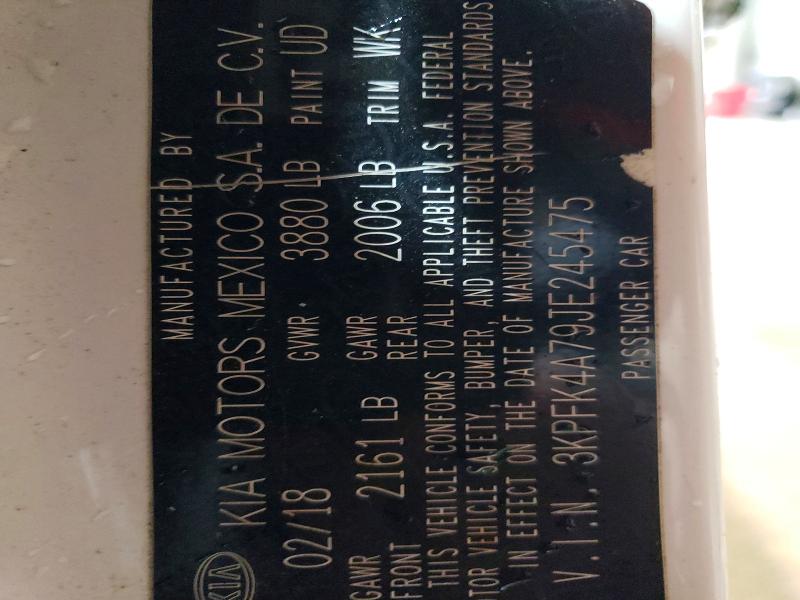 MANUFACTURED BY
KIA KIA MOTORS MEXICO S.A. DE C.V.
02/18 GVWR 3880 LB PAINT UD
GAWR FRONT 2161 LB GAWR REAR 2006 LB TRIM WK
THIS VEHICLE CONFORMS TO ALL APPLICABLE U.S.A. FEDERAL
TOR VEHICLE SAFETY, BUMPER, AND THEFT PREVENTION STANDARDS
IN EFFECT ON THE DATE OF MANUFACTURE SHOWN ABOVE.
V.I.N. 3KPFK4A79JE245475
PASSENGER CAR